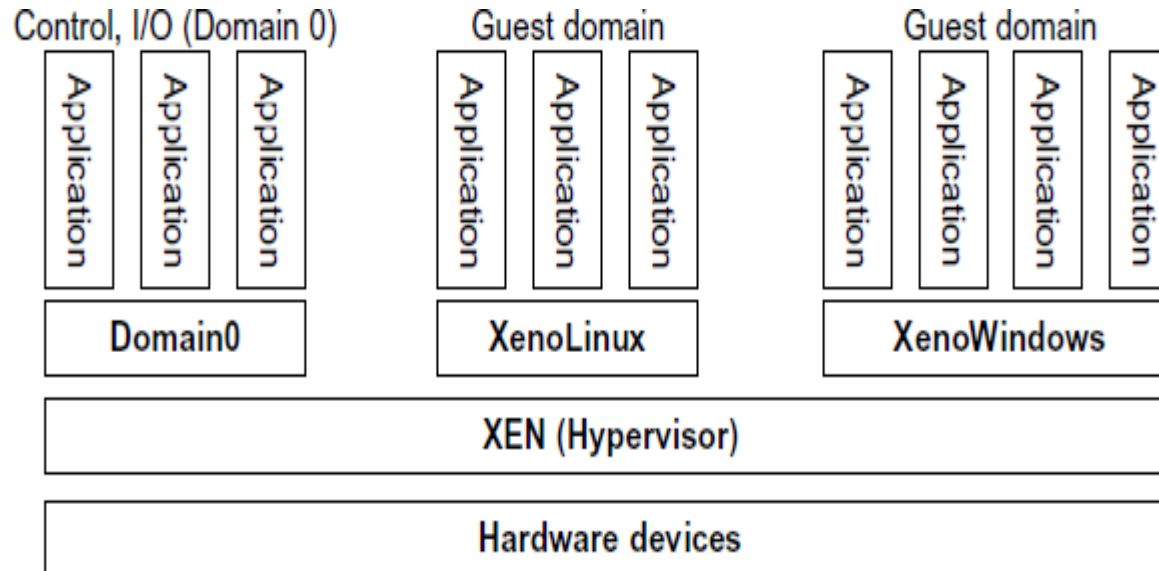 Control, I/O (Domain 0)
Guest domain
Guest domain
Application
Application
Application
Application
Application
Application
Application
Application
Application
Application
Domain0
XenoLinux
XenoWindows
XEN (Hypervisor)
Hardware devices